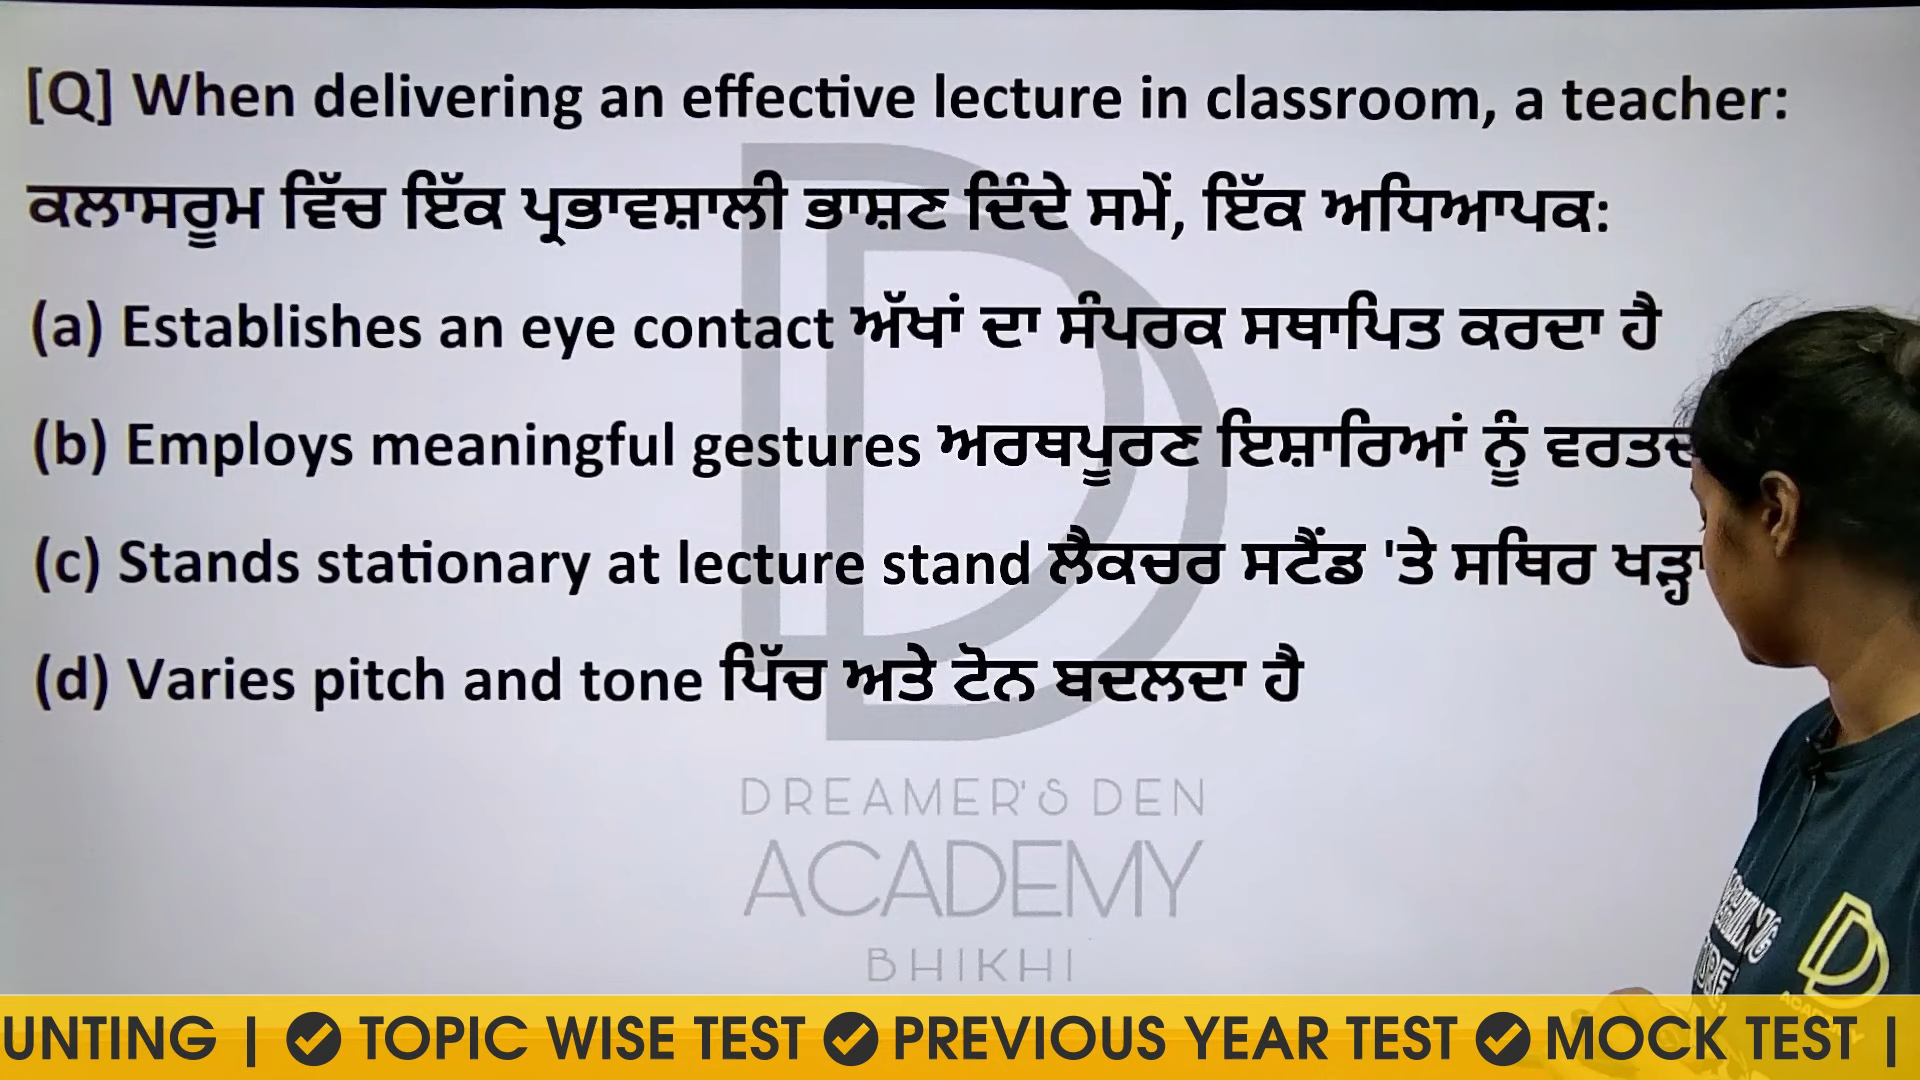 [Q] When delivering an effective lecture in classroom, a teacher:
ਕਲਾਸਰੂਮ ਵਿੱਚ ਇੱਕ ਪ੍ਰਭਾਵਸ਼ਾਲੀ ਭਾਸ਼ਣ ਦਿੰਦੇ ਸਮੇਂ, ਇੱਕ ਅਧਿਆਪਕ:
(a) Establishes an eye contact ਅੱਖਾਂ ਦਾ ਸੰਪਰਕ ਸਥਾਪਿਤ ਕਰਦਾ ਹੈ
(b) Employs meaningful gestures ਅਰਥਪੂਰਣ ਇਸ਼ਾਰਿਆਂ ਨੂੰ
(c) Stands stationary at lecture stand ਲੈਕਚਰ ਸਟੈਂਡ 'ਤੇ ਸਥਿਰ ਖੜ੍ਹਾ
(d) Varies pitch and tone ਪਿੱਚ ਅਤੇ ਟੋਨ ਬਦਲਦਾ ਹੈ
DREAMER'S DEN
ACADEMY
BHIKHI
ACADEMY
UNTING | TOPIC WISE TEST PREVIOUS YEAR TEST MOCK TEST |